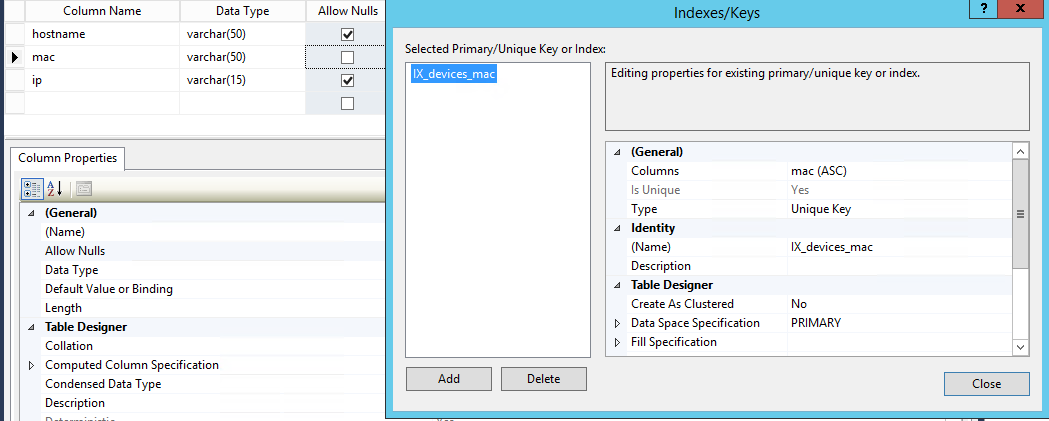 Column Name Data Type Allow Nulls
hostname varchar(50)
mac varchar(50)
ip varchar(15)
Column Properties
(General)
(Name)
Allow Nulls
Data Type
Default Value or Binding
Length
Table Designer
Collation
Computed Column Specification
Condensed Data Type
Description
Indexes/Keys
? X
Selected Primary/Unique Key or Index:
IX_devices_mac
Editing properties for existing primary/unique key or index.
(General)
Columns mac (ASC)
Is Unique Yes
Type Unique Key
Identity
(Name) IX_devices_mac
Description
Table Designer
Create As Clustered No
Data Space Specification PRIMARY
Fill Specification
Add Delete
Close